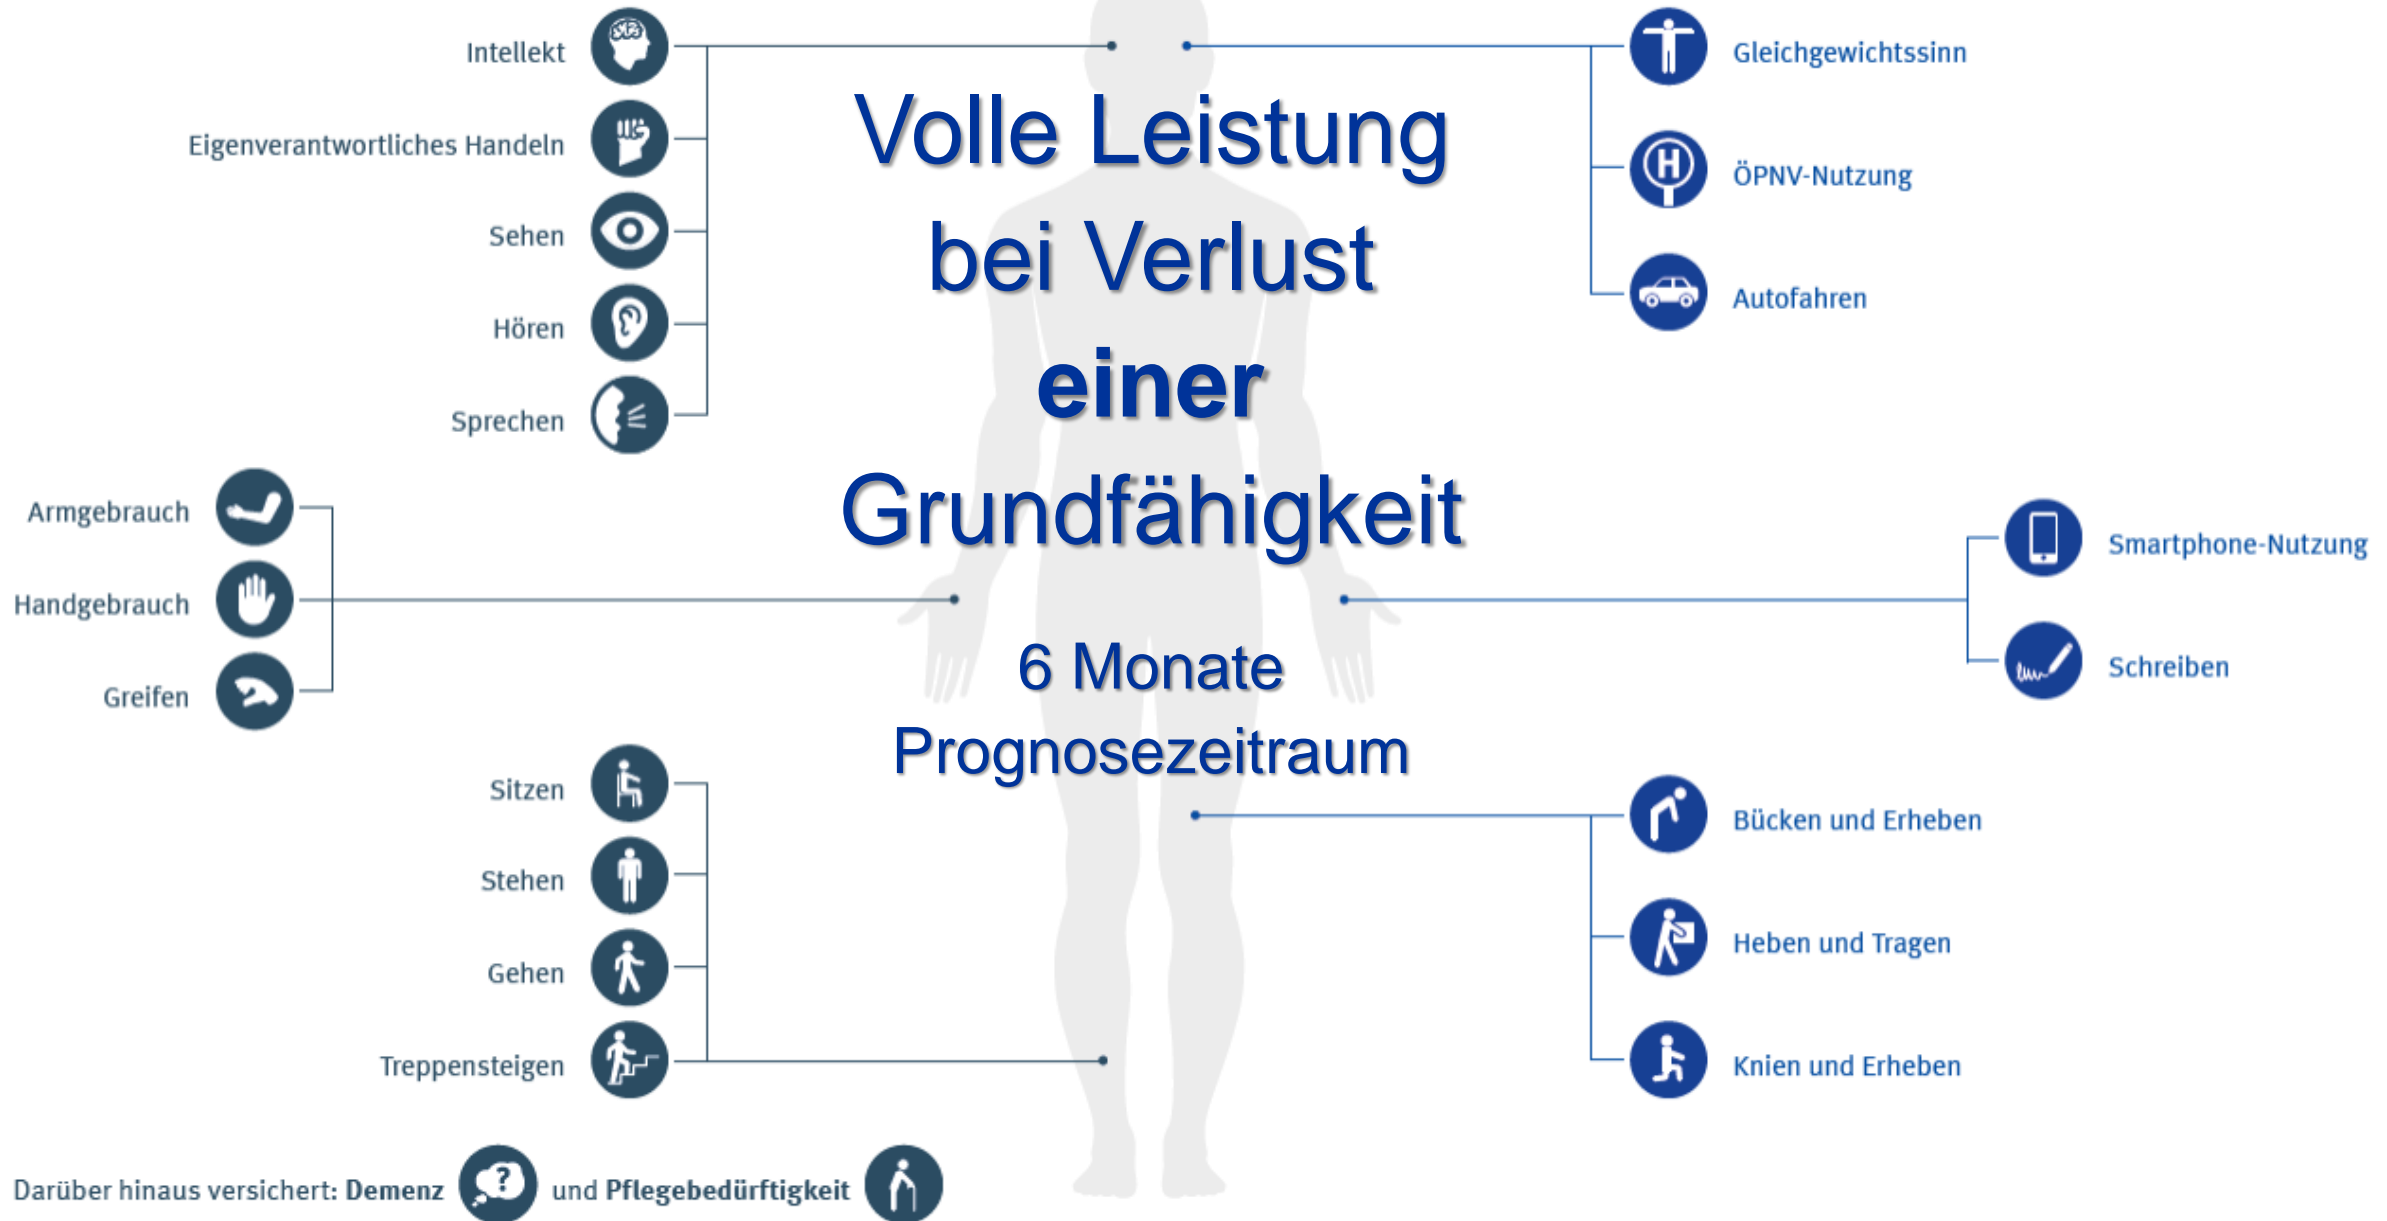 Intellekt
Eigenverantwortliches Handeln
Sehen
Hören
Sprechen
Armgebrauch
Handgebrauch
Greifen
Sitzen
Stehen
Gehen
Treppensteigen
Volle Leistung
bei Verlust
einer
Grundfähigkeit
6 Monate
Prognosezeitraum
Gleichgewichtssinn
H
ÖPNV-Nutzung
Autofahren
Smartphone-Nutzung
Schreiben
Bücken und Erheben
Heben und Tragen
Knien und Erheben
Darüber hinaus versichert: Demenz ? und Pflegebedürftigkeit